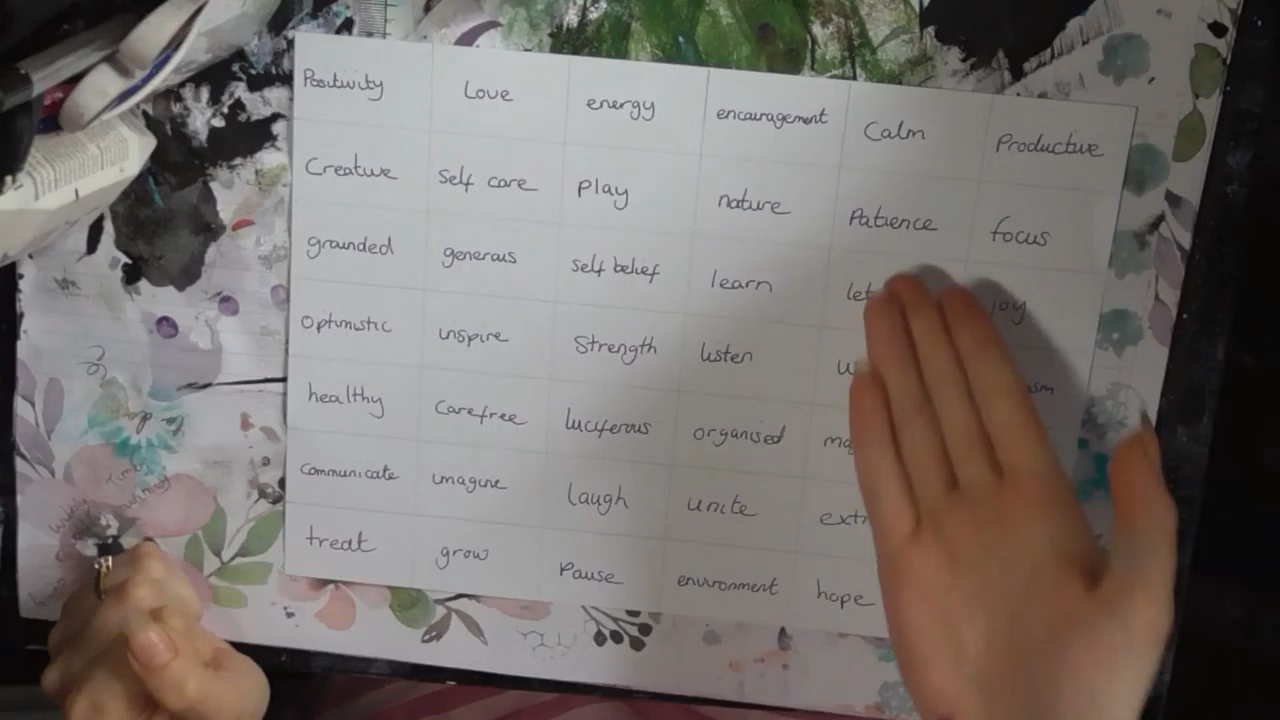 Positivity Love energy encouragement Calm Productive
Creative Self care Play nature Patience focus
grounded generous self belief learn joy
Optimistic inspire Strength listen
healthy Carefree luciferous organised
Communicate imagine laugh unite
treat grow Pause environment hope